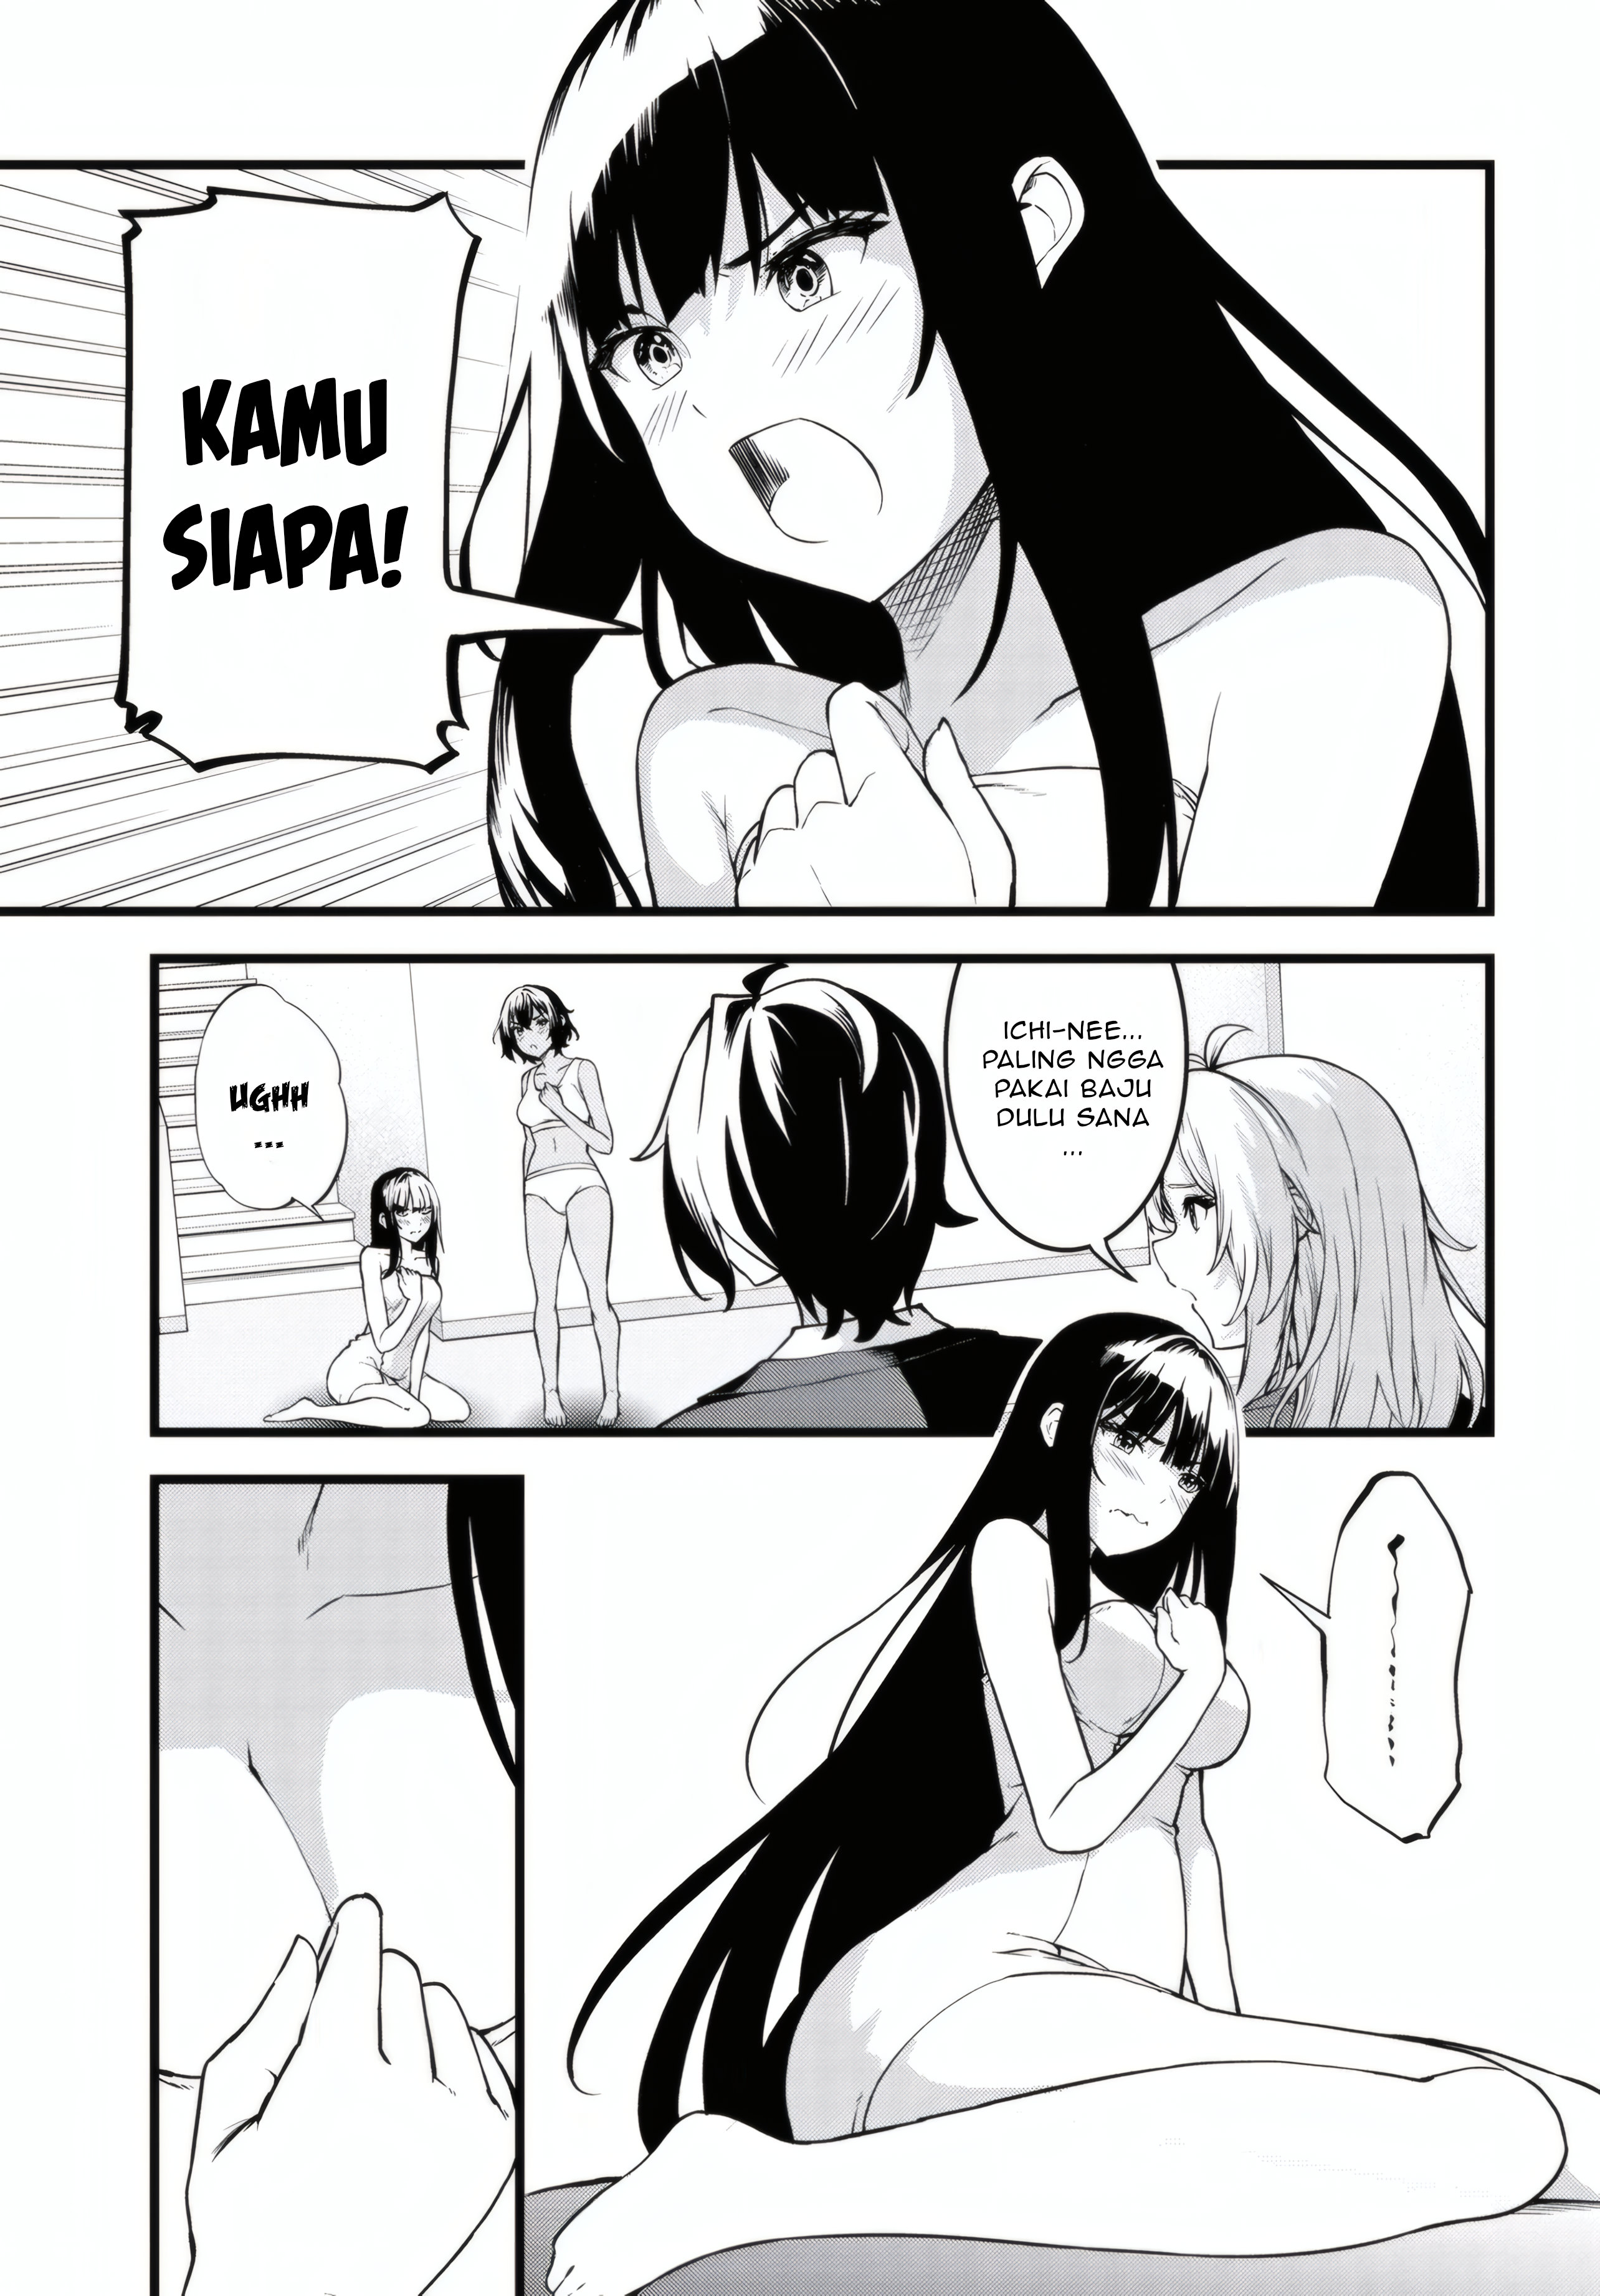 KAMU
SIAPA!
ICHI-NEE...
PALING NGGA
PAKAI BAJU
DULU SANA
...
UGHH
...